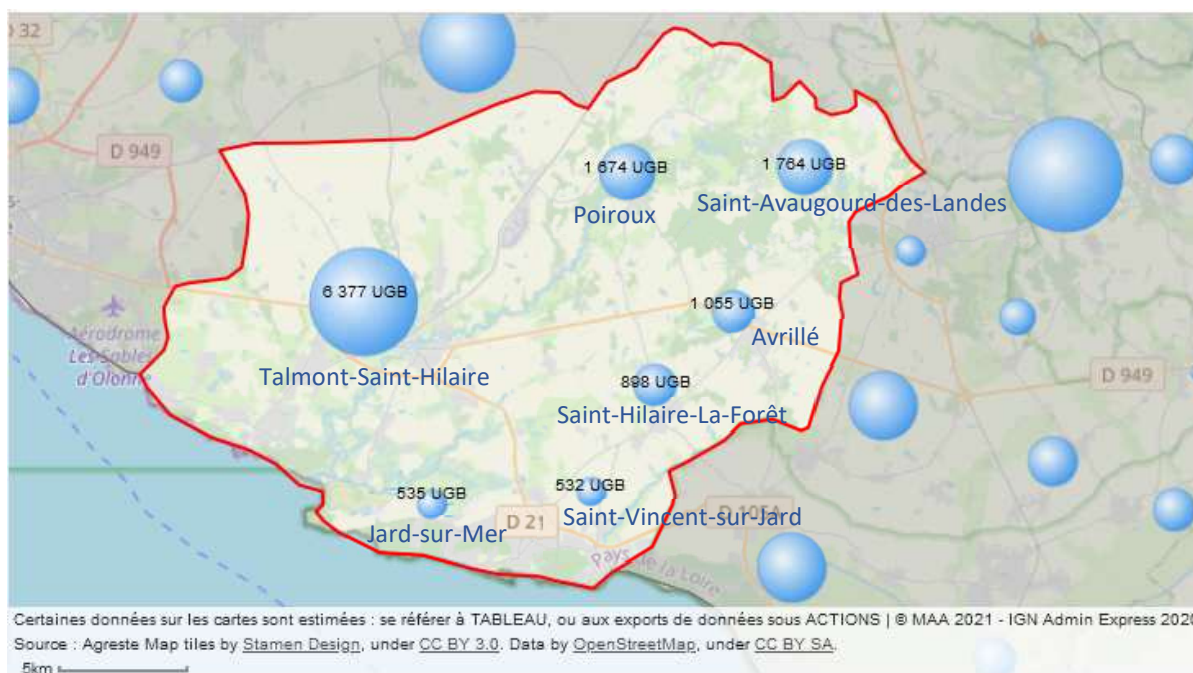 D 32
D 949
1 674 UGB
1 764 UGB
Poiroux
Saint-Avaugourd-des-Landes
6 377 UGB
1 055 UGB
Avrillé
Aérodrome
Les Sables
d'Olonne
Talmont-Saint-Hilaire
898 UGB
D 949
Saint-Hilaire-La-Forêt
535 UGB
532 UGB
Jard-sur-Mer
D 21
Saint-Vincent-sur-Jard
D 105A
Pays de la Loire
Certaines données sur les cartes sont estimées : se référer à TABLEAU, ou aux exports de données sous ACTIONS | © MAA 2021 - IGN Admin Express 2020
Source : Agreste Map tiles by Stamen Design, under CC BY 3.0. Data by OpenStreetMap, under CC BY SA.
5km